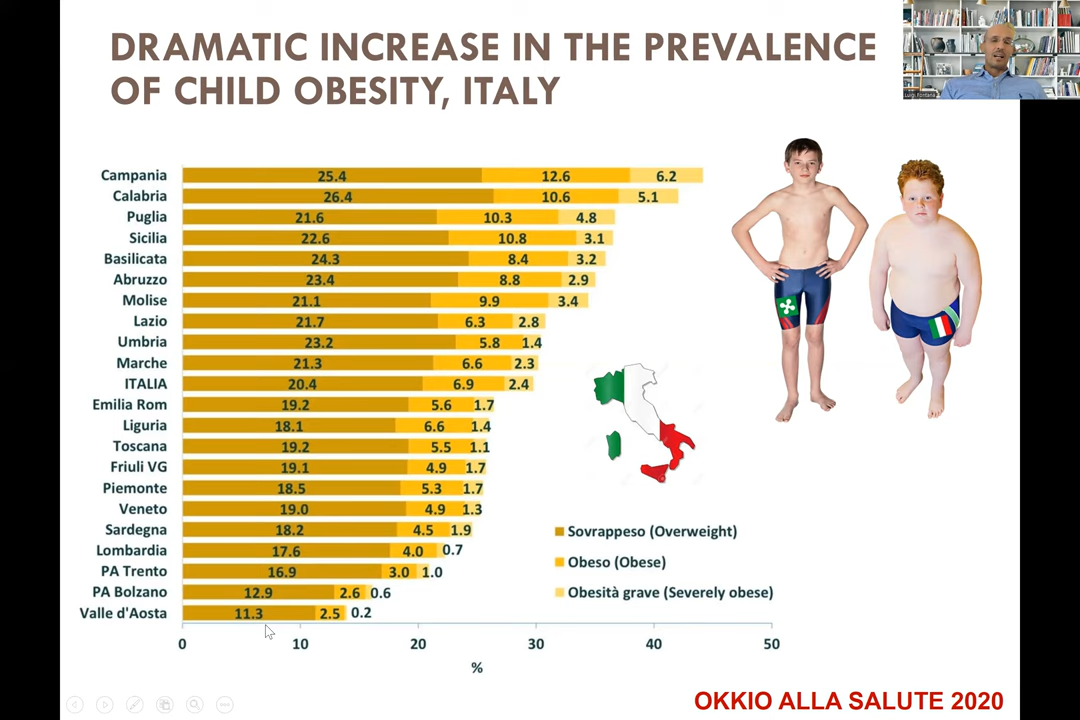 DRAMATIC INCREASE IN THE PREVALENCE
OF CHILD OBESITY, ITALY
Luigi Fontana
Campania 25.4 12.6 6.2
Calabria 26.4 10.6 5.1
Puglia 21.6 10.3 4.8
Sicilia 22.6 10.8 3.1
Basilicata 24.3 8.4 3.2
Abruzzo 23.4 8.8 2.9
Molise 21.1 9.9 3.4
Lazio 21.7 6.3 2.8
Umbria 23.2 5.8 1.4
Marche 21.3 6.6 2.3
ITALIA 20.4 6.9 2.4
Emilia Rom 19.2 5.6 1.7
Liguria 18.1 6.6 1.4
Toscana 19.2 5.5 1.1
Friuli VG 19.1 4.9 1.7
Piemonte 18.5 5.3 1.7
Veneto 19.0 4.9 1.3
Sardegna 18.2 4.5 1.9
Lombardia 17.6 4.0 0.7
PA Trento 16.9 3.0 1.0
PA Bolzano 12.9 2.6 0.6
Valle d'Aosta 11.3 2.5 0.2
Sovrappeso (Overweight)
Obeso (Obese)
Obesità grave (Severely obese)
0 10 20 30 40 50
%
OKKIO ALLA SALUTE 2020